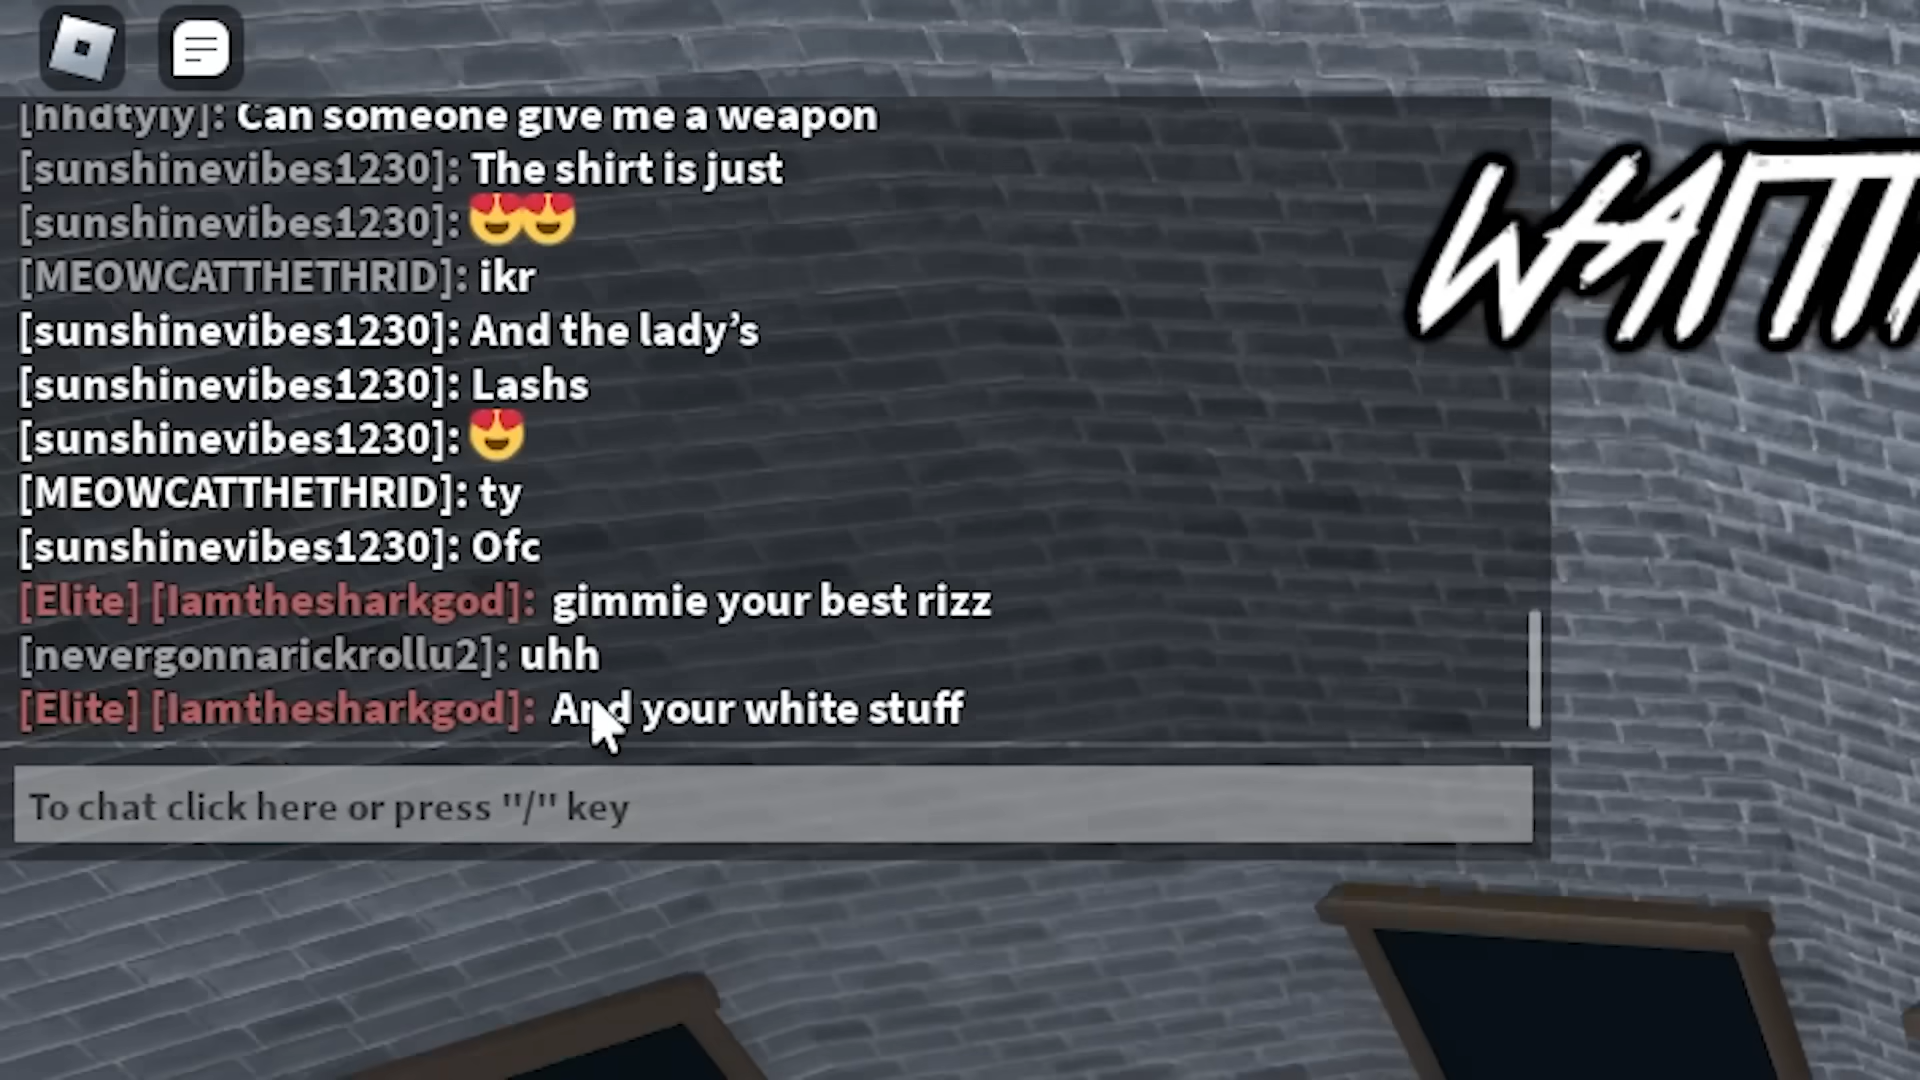 [hhdtyiy]: Can someone give me a weapon
[sunshinevibes1230]: The shirt is just
[sunshinevibes1230]: 😍😍
[MEOWCATTHETHRID]: ikr
[sunshinevibes1230]: And the lady’s
[sunshinevibes1230]: Lashs
[sunshinevibes1230]: 😍
[MEOWCATTHETHRID]: ty
[sunshinevibes1230]: Ofc
[Elite] [Iamthesharkgod]: gimmie your best rizz
[nevergonnarickrollu2]: uhh
[Elite] [Iamthesharkgod]: And your white stuff
To chat click here or press "/" key